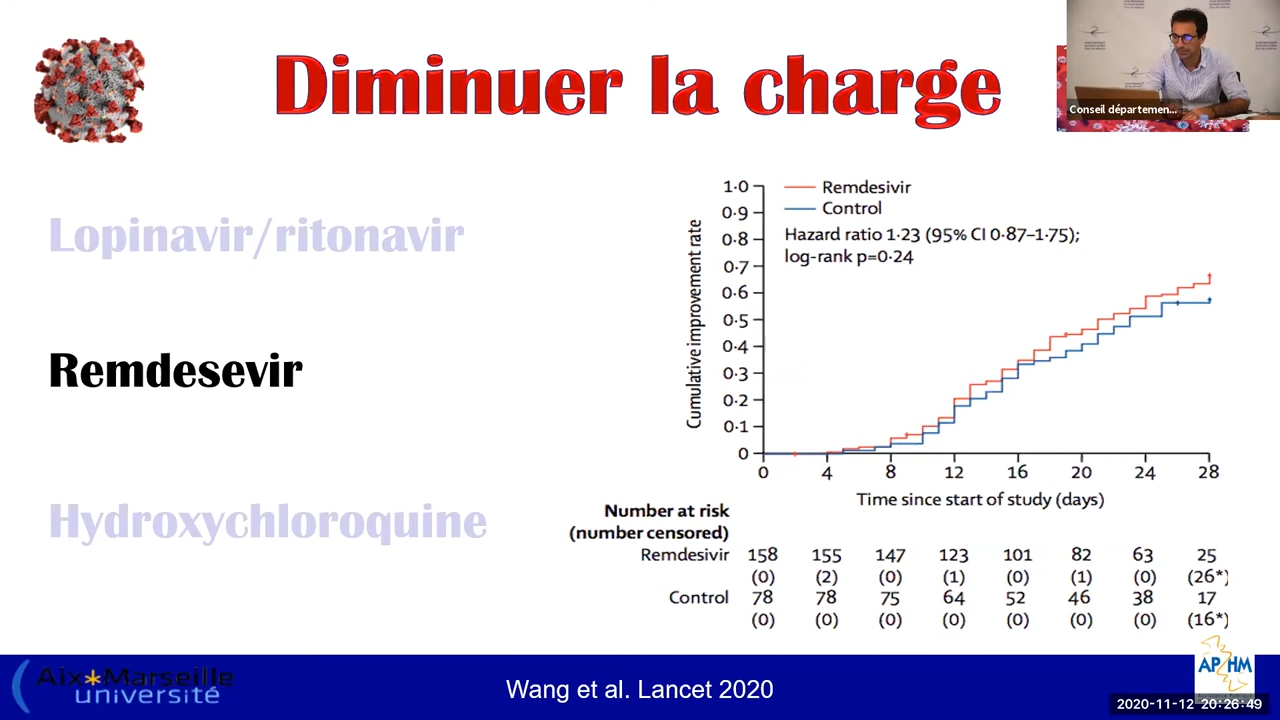 Diminuer la charge
Conseil départemen...
Lopinavir/ritonavir
Remdesevir
Hydroxychloroquine
Remdesivir
Control
Hazard ratio 1·23 (95% CI 0·87–1·75);
log-rank p=0·24
Cumulative improvement rate
1·0
0·9
0·8
0·7
0·6
0·5
0·4
0·3
0·2
0·1
0
0 4 8 12 16 20 24 28
Time since start of study (days)
Number at risk
(number censored)
Remdesivir 158 155 147 123 101 82 63 25
(0) (2) (0) (1) (0) (1) (0) (26*)
Control 78 78 75 64 52 46 38 17
(0) (0) (0) (0) (0) (0) (0) (16*)
Aix*Marseille
université
Wang et al. Lancet 2020
AP/HM
2020-11-12 20:26:49